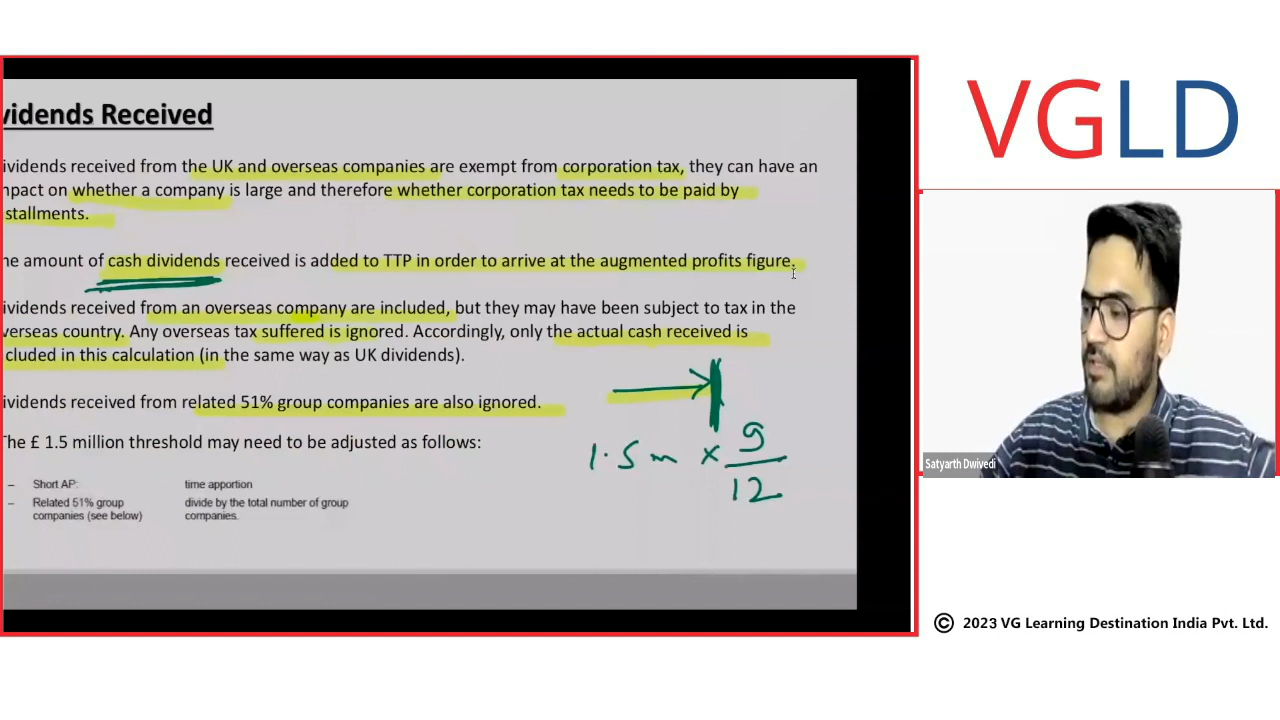 vidends Received
VGLD
ividends received from the UK and overseas companies are exempt from corporation tax, they can have an
npact on whether a company is large and therefore whether corporation tax needs to be paid by
stallments.
ne amount of cash dividends received is added to TTP in order to arrive at the augmented profits figure.
ividends received from an overseas company are included, but they may have been subject to tax in the
verseas country. Any overseas tax suffered is ignored. Accordingly, only the actual cash received is
cluded in this calculation (in the same way as UK dividends).
ividends received from related 51% group companies are also ignored.
The £ 1.5 million threshold may need to be adjusted as follows:
1.5 m x 9
12
– Short AP: time apportion
– Related 51% group divide by the total number of group
companies (see below) companies.
Satyarth Dwivedi
© 2023 VG Learning Destination India Pvt. Ltd.